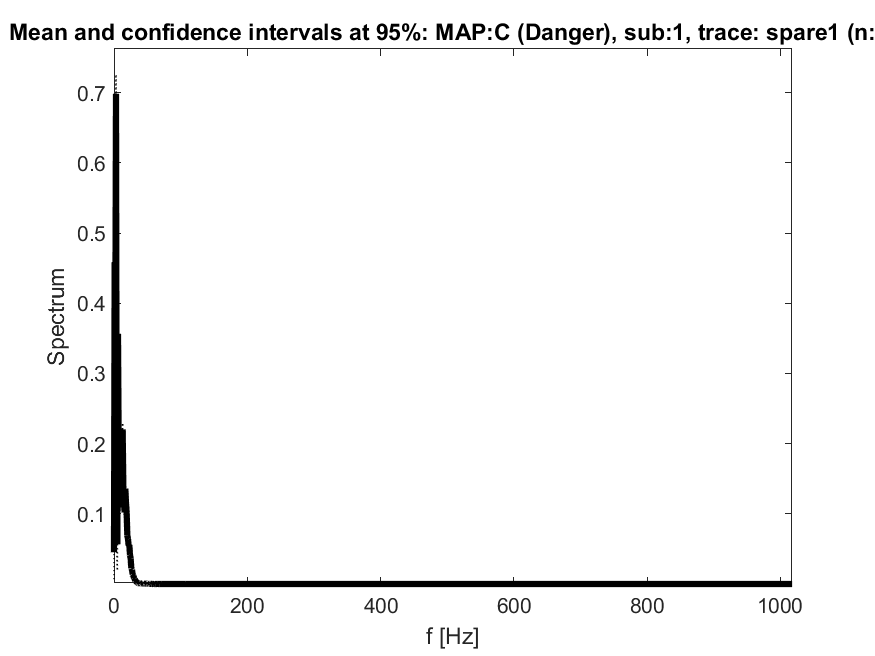 Mean and confidence intervals at 95%: MAP:C (Danger), sub:1, trace: spare1 (n:
0.7
0.6
0.5
0.4
0.3
0.2
0.1
Spectrum
0 200 400 600 800 1000
f [Hz]